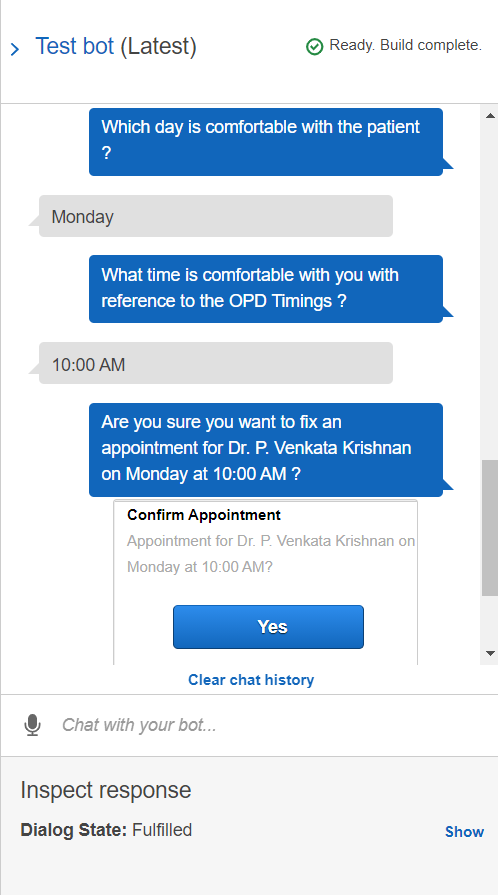 Test bot (Latest)
Ready. Build complete.
Which day is comfortable with the patient
?
Monday
What time is comfortable with you with
reference to the OPD Timings ?
10:00 AM
Are you sure you want to fix an
appointment for Dr. P. Venkata Krishnan
on Monday at 10:00 AM ?
Confirm Appointment
Appointment for Dr. P. Venkata Krishnan on
Monday at 10:00 AM?
Yes
Clear chat history
Chat with your bot...
Inspect response
Dialog State: Fulfilled
Show